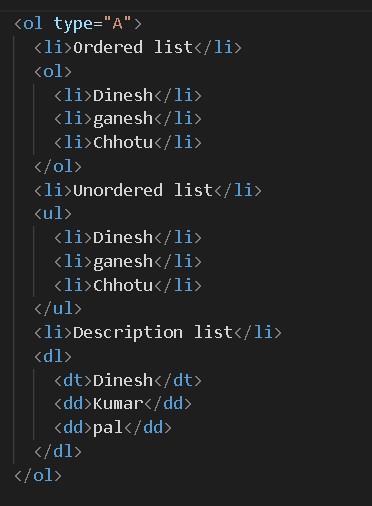 <ol type="A">
<li>Ordered list</li>
<ol>
<li>Dinesh</li>
<li>ganesh</li>
<li>Chhotu</li>
</ol>
<li>Unordered list</li>
<ul>
<li>Dinesh</li>
<li>ganesh</li>
<li>Chhotu</li>
</ul>
<li>Description list</li>
<dl>
<dt>Dinesh</dt>
<dd>Kumar</dd>
<dd>pal</dd>
</dl>
</ol>